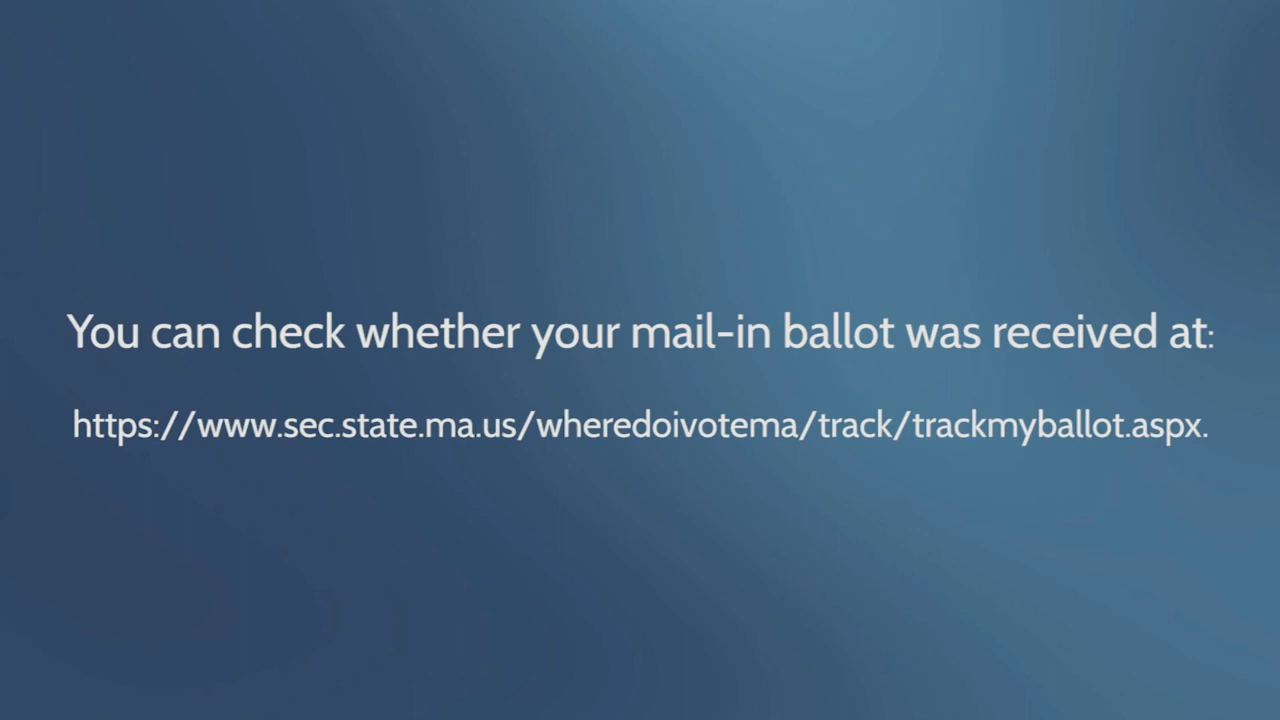 You can check whether your mail-in ballot was received at:
https://www.sec.state.ma.us/wheredoivotema/track/trackmyballot.aspx.